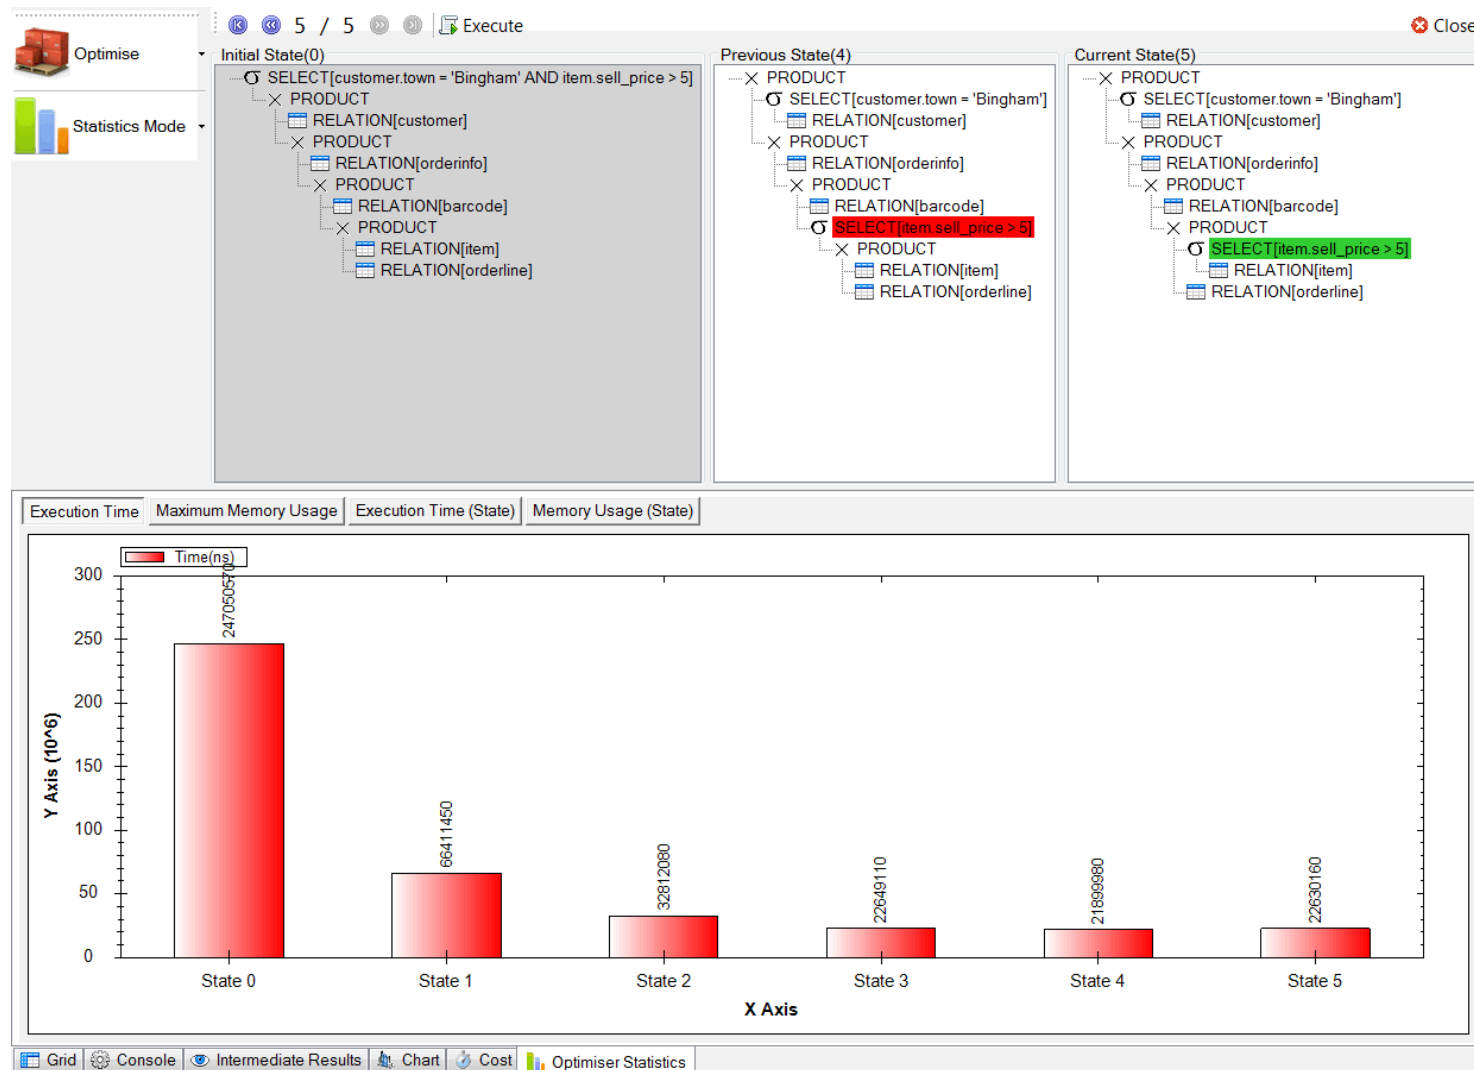 Optimise
Statistics Mode
5 / 5 Execute
Close
Initial State(0)
SELECT[customer.town = 'Bingham' AND item.sell_price > 5]
PRODUCT
RELATION[customer]
PRODUCT
RELATION[orderinfo]
PRODUCT
RELATION[barcode]
PRODUCT
RELATION[item]
RELATION[orderline]
Previous State(4)
PRODUCT
SELECT[customer.town = 'Bingham']
RELATION[customer]
PRODUCT
RELATION[orderinfo]
PRODUCT
RELATION[barcode]
SELECT[item.sell_price > 5]
PRODUCT
RELATION[item]
RELATION[orderline]
Current State(5)
PRODUCT
SELECT[customer.town = 'Bingham']
RELATION[customer]
PRODUCT
RELATION[orderinfo]
PRODUCT
RELATION[barcode]
PRODUCT
SELECT[item.sell_price > 5]
RELATION[item]
RELATION[orderline]
Execution Time Maximum Memory Usage Execution Time (State) Memory Usage (State)
Time(ns)
300
250
200
150
100
50
0
Y Axis (10^6)
247050570
66411450
32812080
22649110
21899980
22630160
State 0 State 1 State 2 State 3 State 4 State 5
X Axis
Grid Console Intermediate Results Chart Cost Optimiser Statistics